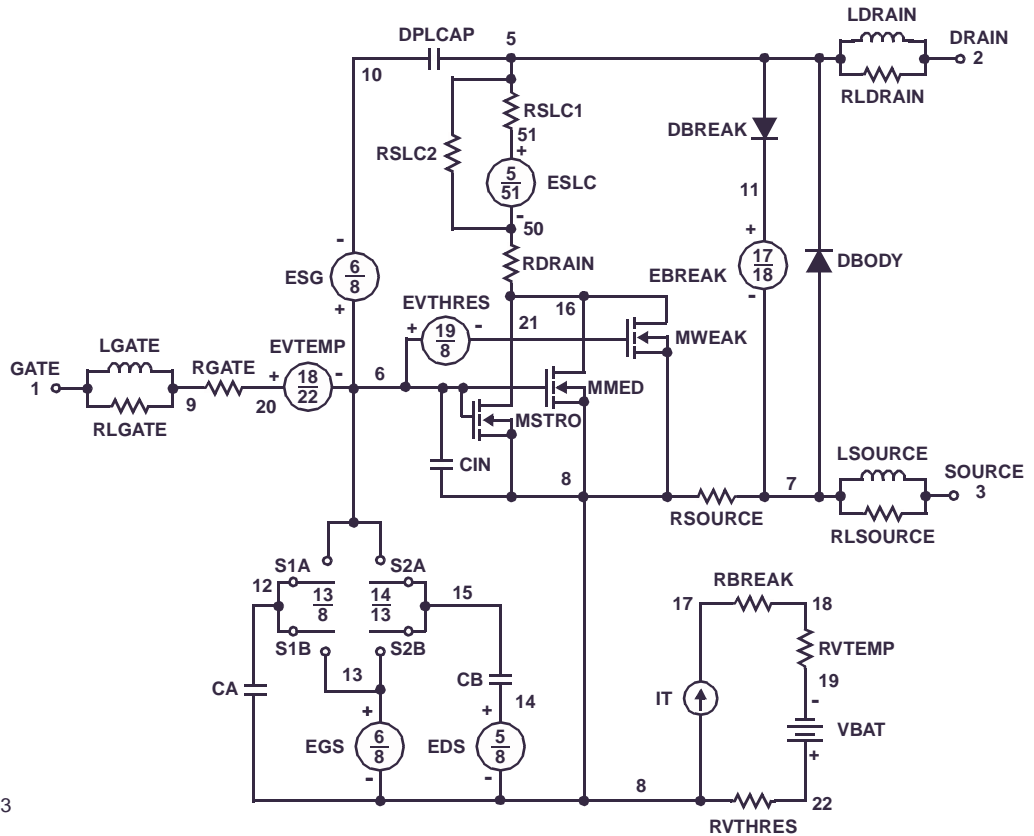 LDRAIN
DPLCAP
5
DRAIN
2
10
RLDRAIN
RSLC1
DBREAK
51
+
RSLC2
5
51
ESLC
11
-
50
-
+
RDRAIN
17
18
DBODY
ESG
6
8
EBREAK
EVTHRES
16
-
+
+
19
8
-
21
MWEAK
LGATE
EVTEMP
GATE
1
RGATE
+
18
22
-
6
MMED
9
20
MSTRO
RLGATE
LSOURCE
CIN
8
7
SOURCE
3
RSOURCE
RLSOURCE
S1A
S2A
12
13
8
14
13
15
RBREAK
17
18
S1B
S2B
RVTEMP
13
CB
CA
19
14
IT
-
+
+
VBAT
EGS
6
8
EDS
5
8
+
-
-
8
22
3
RVTHRES